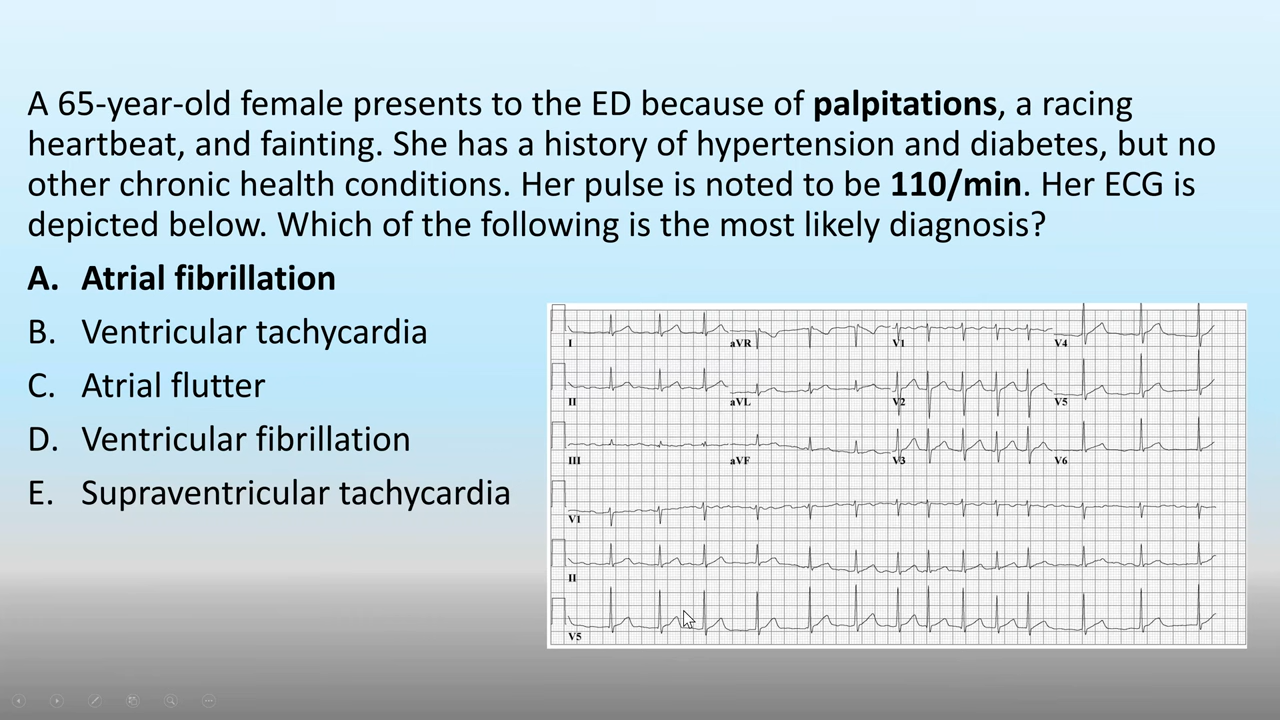 A 65-year-old female presents to the ED because of palpitations, a racing
heartbeat, and fainting. She has a history of hypertension and diabetes, but no
other chronic health conditions. Her pulse is noted to be 110/min. Her ECG is
depicted below. Which of the following is the most likely diagnosis?
A. Atrial fibrillation
B. Ventricular tachycardia
C. Atrial flutter
D. Ventricular fibrillation
E. Supraventricular tachycardia
I aVR V1 V4
II aVL V2 V5
III aVF V3 V6
V1
II
V5